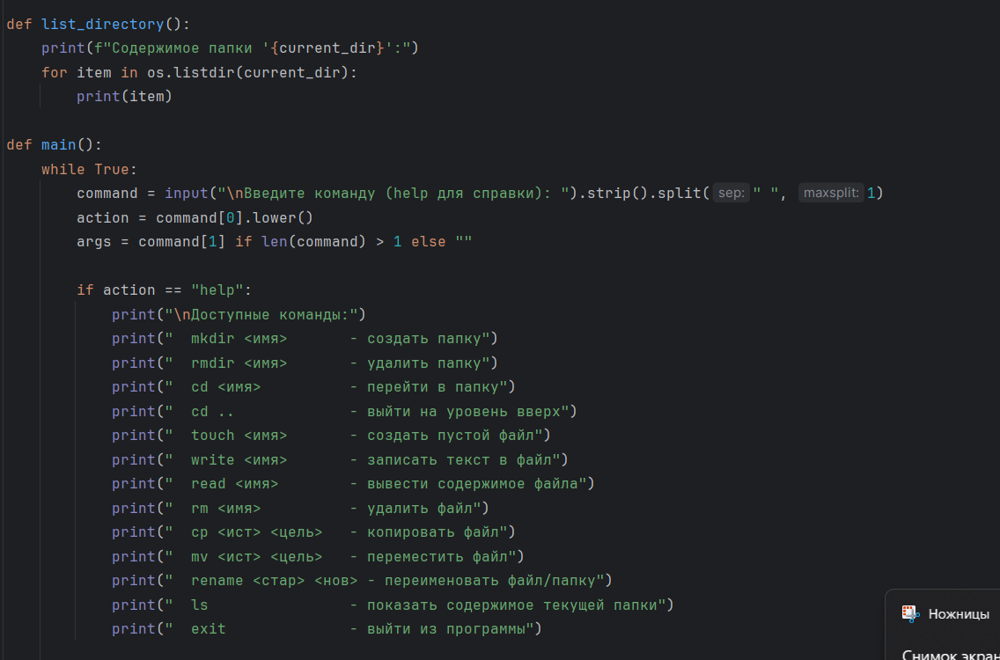 def list_directory():
    print(f"Содержимое папки '{current_dir}':")
    for item in os.listdir(current_dir):
        print(item)

def main():
    while True:
        command = input("\nВведите команду (help для справки): ").strip().split( sep: " ", maxsplit: 1)
        action = command[0].lower()
        args = command[1] if len(command) > 1 else ""

        if action == "help":
            print("\nДоступные команды:")
            print("  mkdir <имя>       - создать папку")
            print("  rmdir <имя>       - удалить папку")
            print("  cd <имя>          - перейти в папку")
            print("  cd ..             - выйти на уровень вверх")
            print("  touch <имя>       - создать пустой файл")
            print("  write <имя>       - записать текст в файл")
            print("  read <имя>        - вывести содержимое файла")
            print("  rm <имя>          - удалить файл")
            print("  cp <ист> <цель>   - копировать файл")
            print("  mv <ист> <цель>   - переместить файл")
            print("  rename <стар> <нов> - переименовать файл/папку")
            print("  ls                - показать содержимое текущей папки")
            print("  exit              - выйти из программы")
Ножницы
Снимок экран